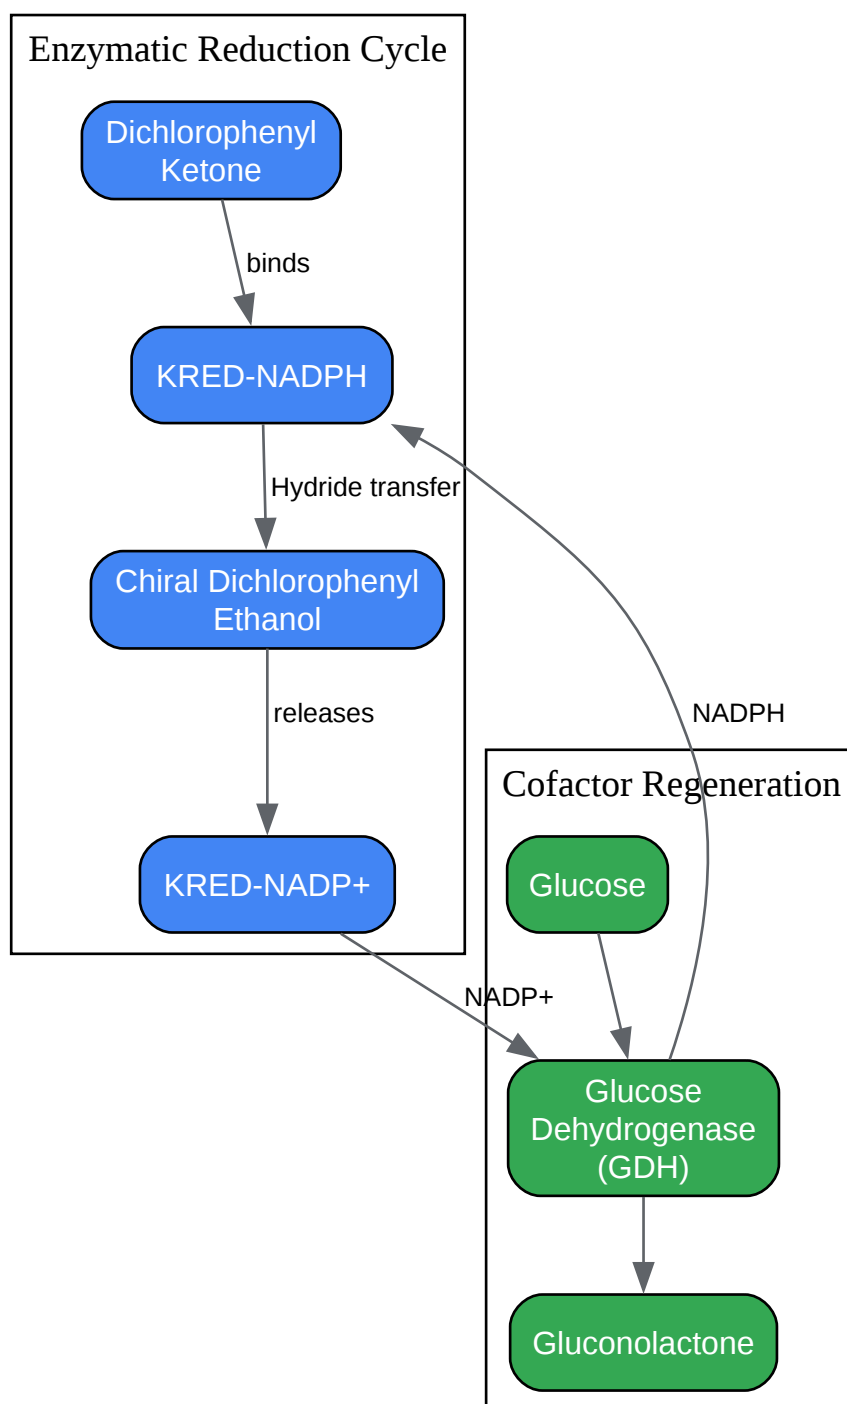 Enzymatic Reduction Cycle
Dichlorophenyl
Ketone
binds
KRED-NADPH
Hydride transfer
Chiral Dichlorophenyl
Ethanol
releases
NADPH
Cofactor Regeneration
KRED-NADP+
Glucose
NADP+
Glucose
Dehydrogenase
(GDH)
Gluconolactone